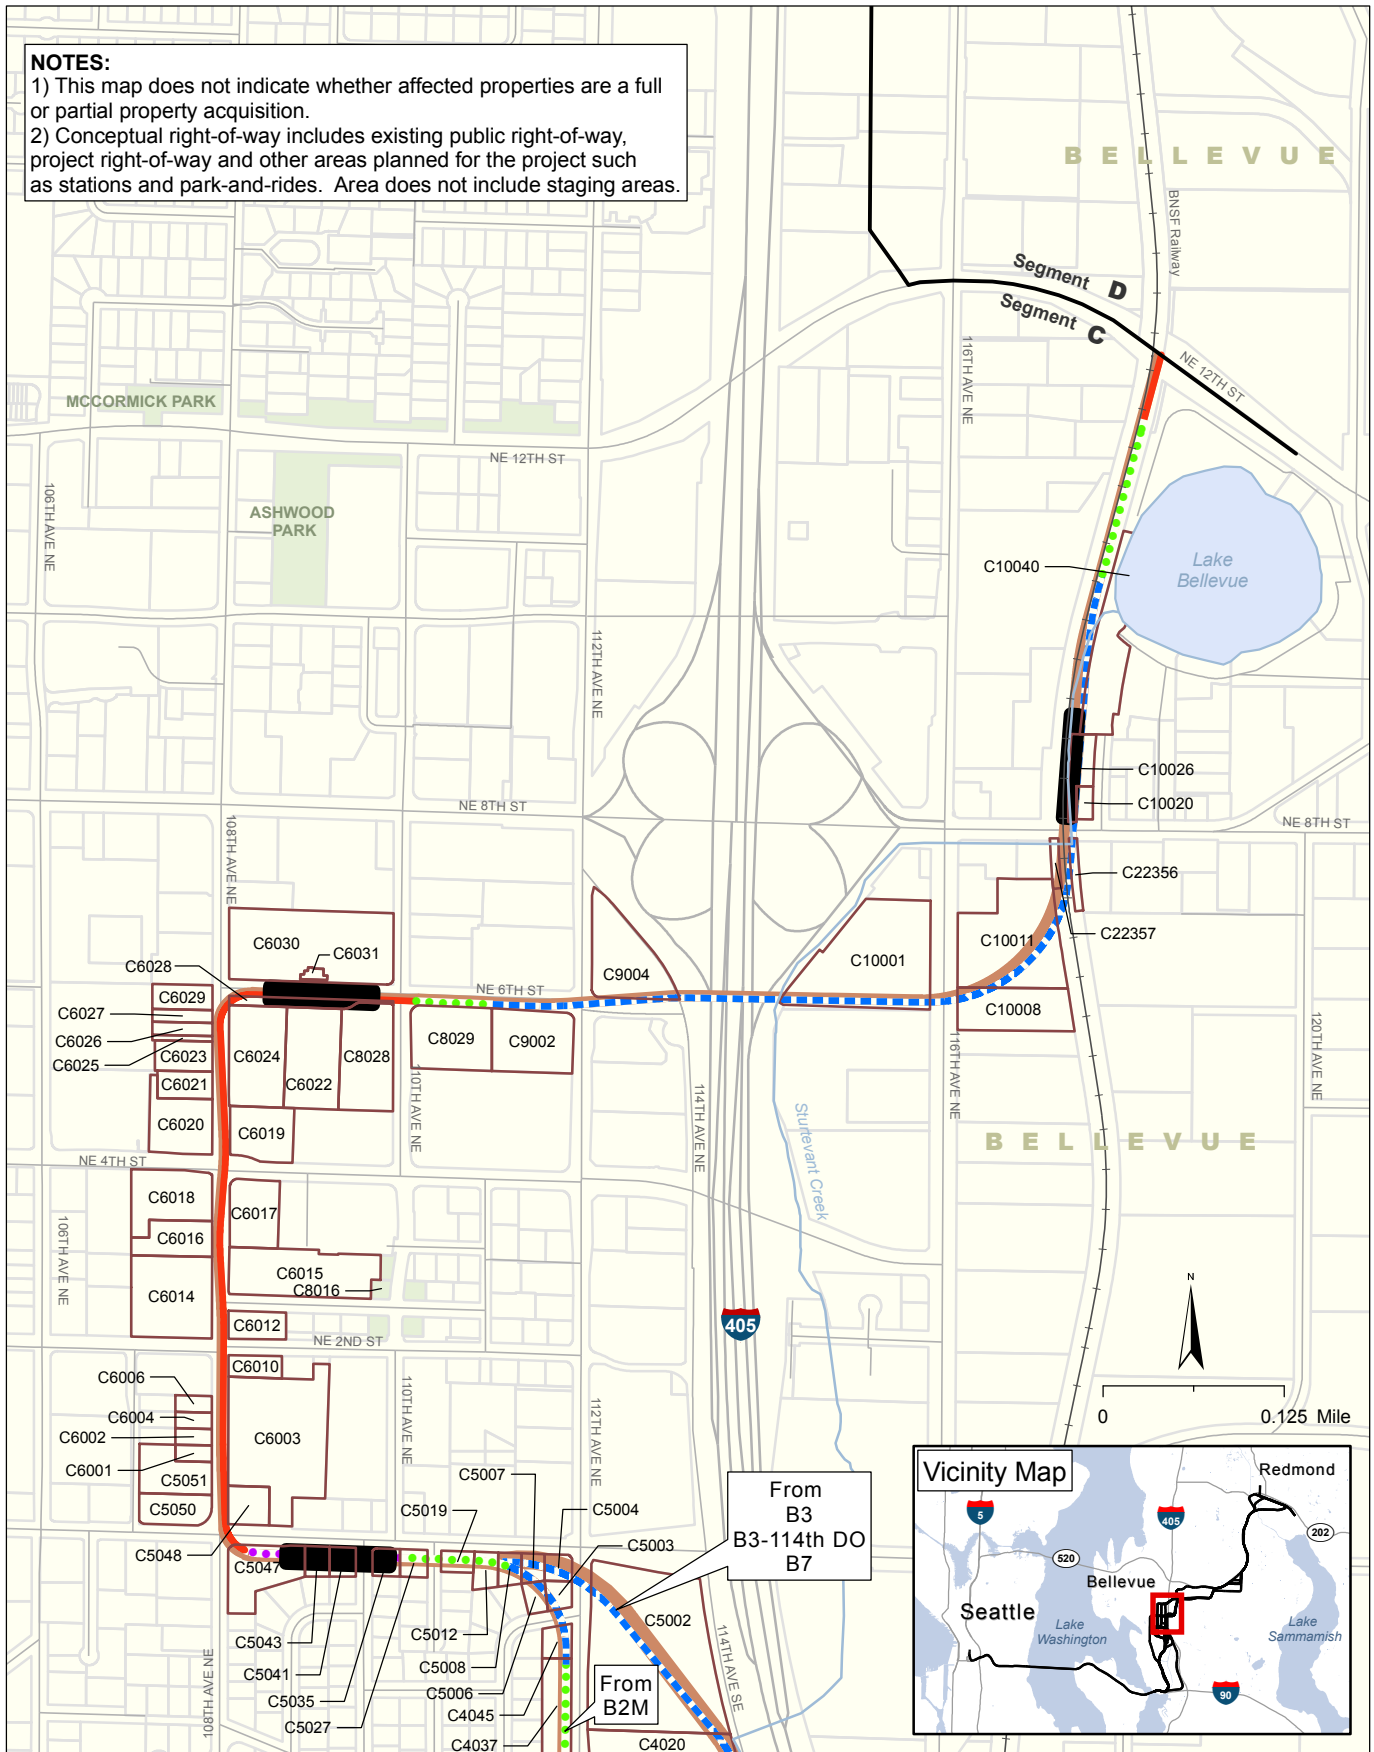 NOTES:
1) This map does not indicate whether affected properties are a full
or partial property acquisition.
2) Conceptual right-of-way includes existing public right-of-way,
project right-of-way and other areas planned for the project such
as stations and park-and-rides.  Area does not include staging areas.
BELLEVUE
BNSF Railway
Segment D
Segment C
116TH AVE NE
NE 12TH ST
MCCORMICK PARK
NE 12TH ST
106TH AVE NE
ASHWOOD
PARK
C10040
Lake
Bellevue
112TH AVE NE
C10026
C10020
NE 8TH ST
NE 8TH ST
108TH AVE NE
C22356
C6030
C6031
C10011
C22357
C6028
C9004
C10001
C6029
NE 6TH ST
C6027
C10008
C6026
C6025
C6023
C6024
C6022
C8028
C8029
C9002
116TH AVE NE
120TH AVE NE
C6021
110TH AVE NE
114TH AVE NE
C6020
C6019
Sturtevant Creek
BELLEVUE
NE 4TH ST
C6018
C6017
C6016
106TH AVE NE
C6015
C8016
C6014
N
C6012
405
NE 2ND ST
C6010
C6006
110TH AVE NE
112TH AVE NE
0
0.125 Mile
C6004
C6002
C6003
C6001
C5051
C5050
C5007
C5004
C5019
C5003
From
B3
B3-114th DO
B7
C5048
C5047
C5002
C5043
C5012
C5041
C5008
114TH AVE SE
C5035
C5006
108TH AVE NE
C5027
C4045
From
B2M
C4037
C4020
Vicinity Map
Redmond
5
405
202
520
Bellevue
Seattle
Lake
Washington
Lake
Sammamish
90